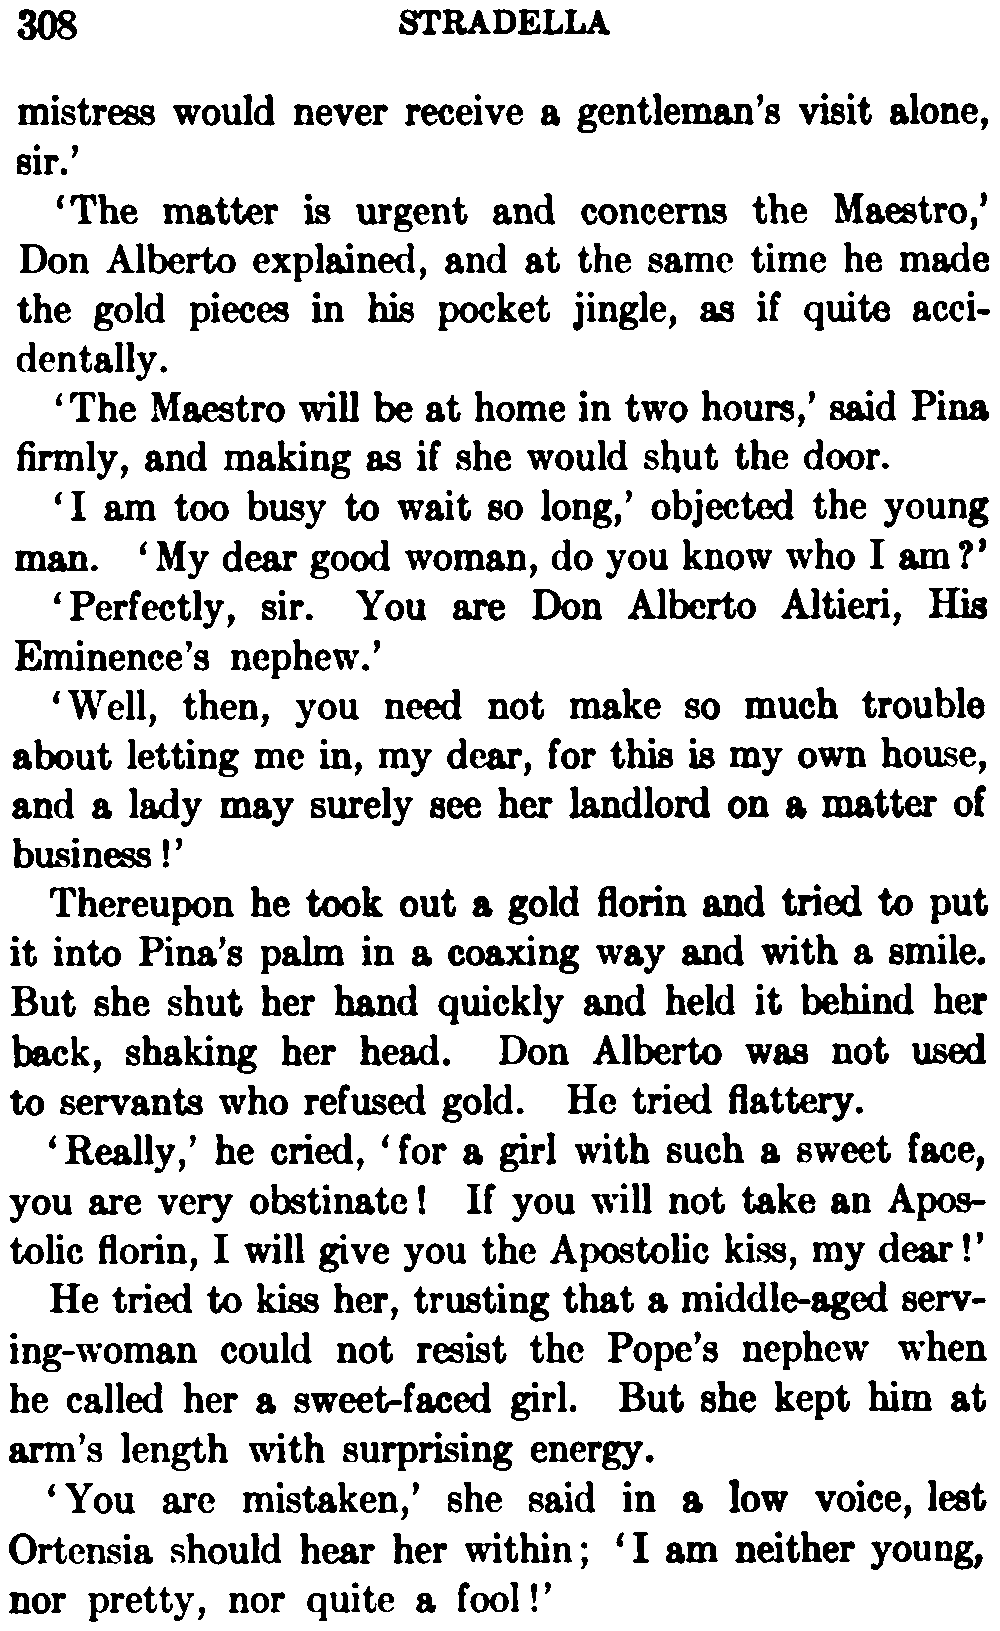 308 STRADELLA
mistress would never receive a gentleman's visit alone,
sir.'
'The matter is urgent and concerns the Maestro,'
Don Alberto explained, and at the same time he made
the gold pieces in his pocket jingle, as if quite acci-
dentally.
'The Maestro will be at home in two hours,' said Pina
firmly, and making as if she would shut the door.
'I am too busy to wait so long,' objected the young
man. 'My dear good woman, do you know who I am?'
'Perfectly, sir. You are Don Alberto Altieri, His
Eminence's nephew.'
'Well, then, you need not make so much trouble
about letting me in, my dear, for this is my own house,
and a lady may surely see her landlord on a matter of
business!'
Thereupon he took out a gold florin and tried to put
it into Pina's palm in a coaxing way and with a smile.
But she shut her hand quickly and held it behind her
back, shaking her head. Don Alberto was not used
to servants who refused gold. He tried flattery.
'Really,' he cried, 'for a girl with such a sweet face,
you are very obstinate! If you will not take an Apos-
tolic florin, I will give you the Apostolic kiss, my dear!'
He tried to kiss her, trusting that a middle-aged serv-
ing-woman could not resist the Pope's nephew when
he called her a sweet-faced girl. But she kept him at
arm's length with surprising energy.
'You are mistaken,' she said in a low voice, lest
Ortensia should hear her within; 'I am neither young,
nor pretty, nor quite a fool!'